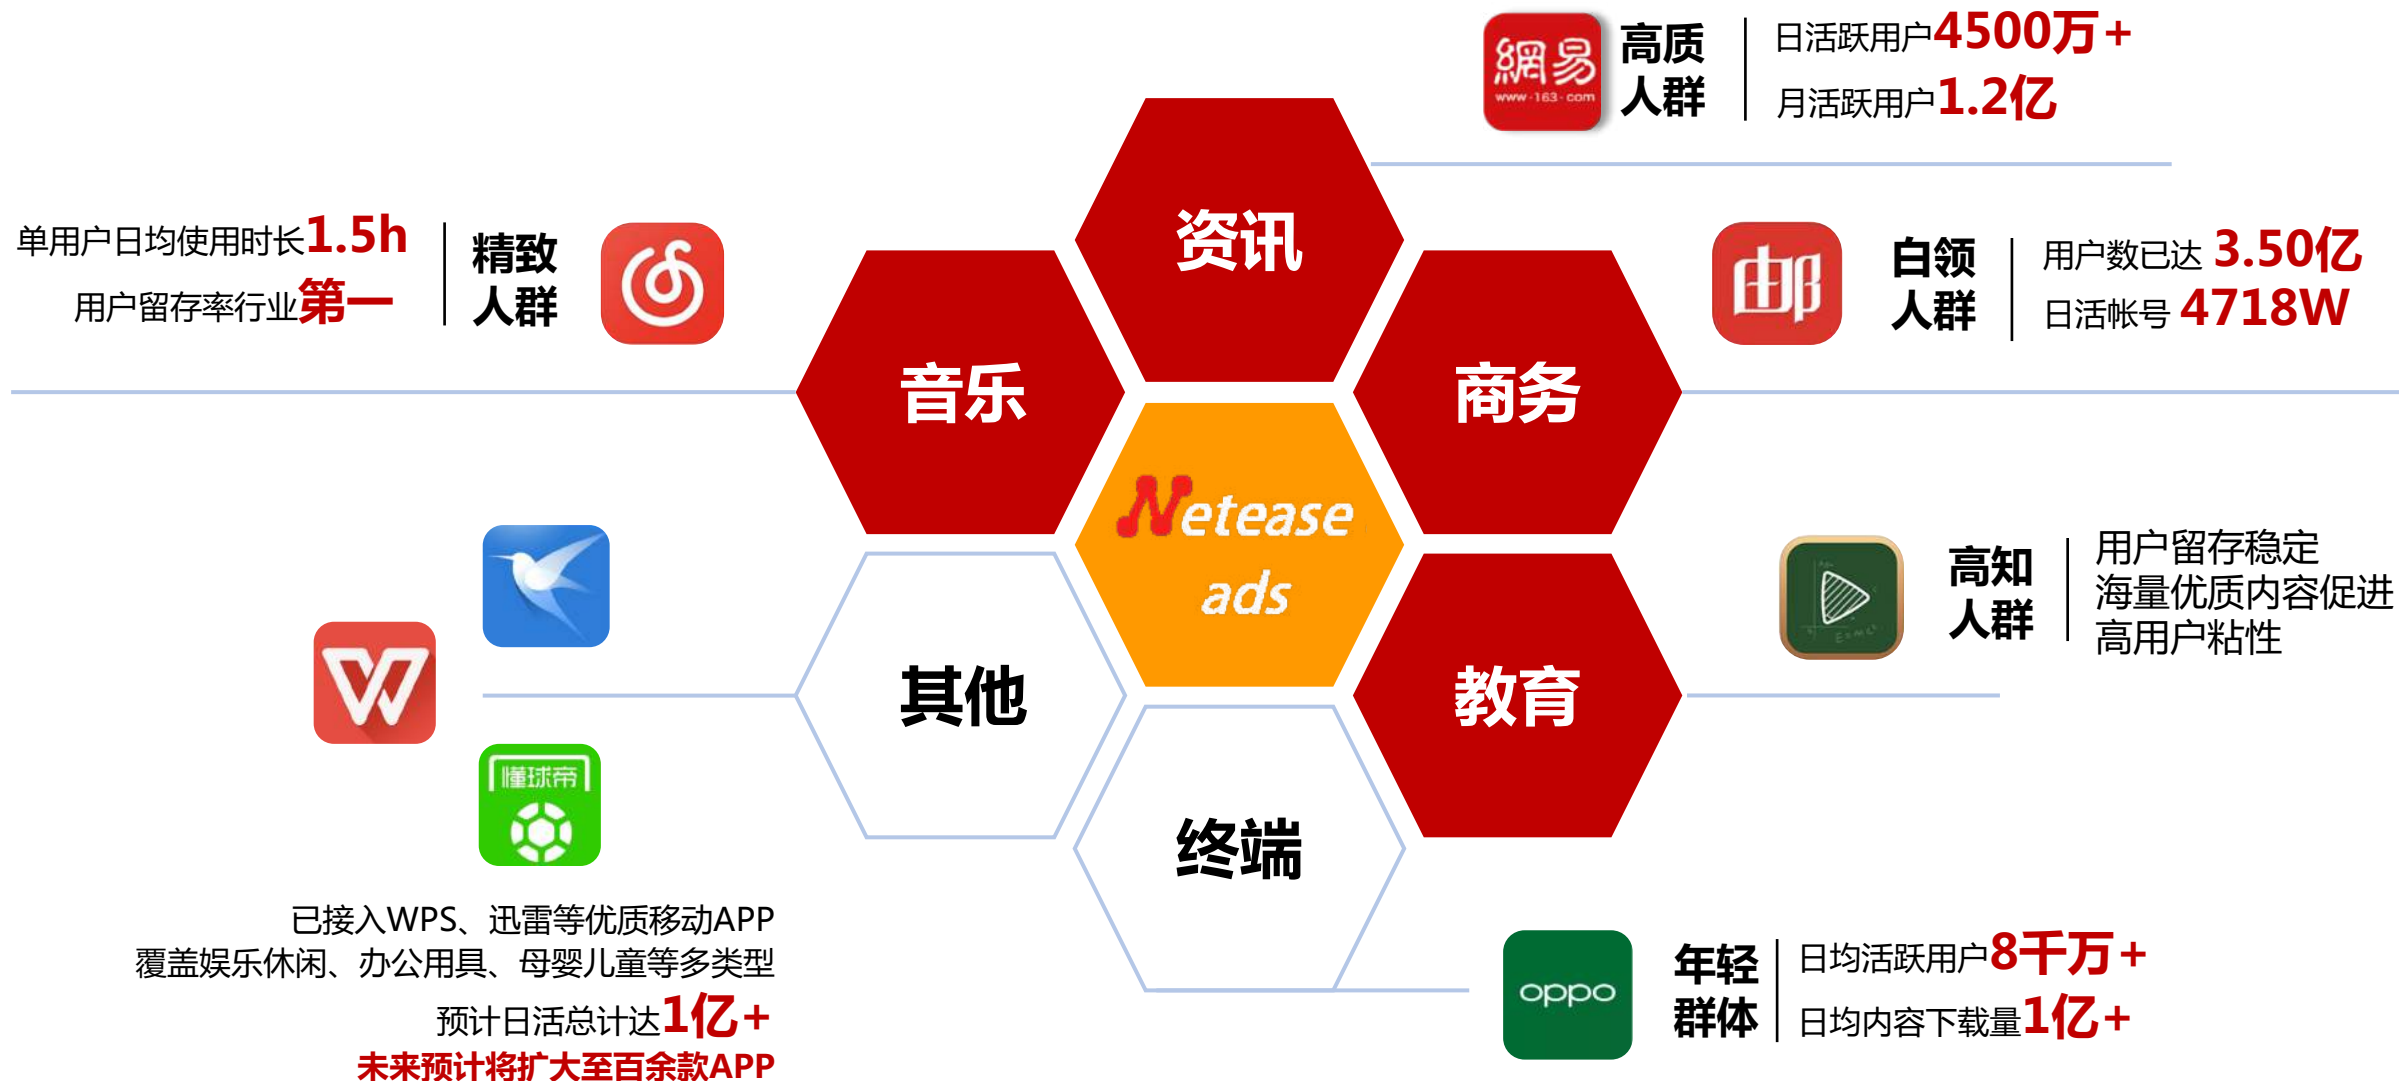 網易
www·163·com
高质
人群
日活跃用户4500万+
月活跃用户1.2亿
资讯
单用户日均使用时长1.5h
用户留存率行业第一
精致
人群
音乐
邮
白领
人群
用户数已达 3.50亿
日活帐号 4718W
商务
Netease
ads
高知
人群
用户留存稳定
海量优质内容促进
高用户粘性
教育
其他
懂球帝
已接入WPS、迅雷等优质移动APP
覆盖娱乐休闲、办公用具、母婴儿童等多类型
预计日活总计达1亿+
未来预计将扩大至百余款APP
终端
oppo
年轻
群体
日均活跃用户8千万+
日均内容下载量1亿+